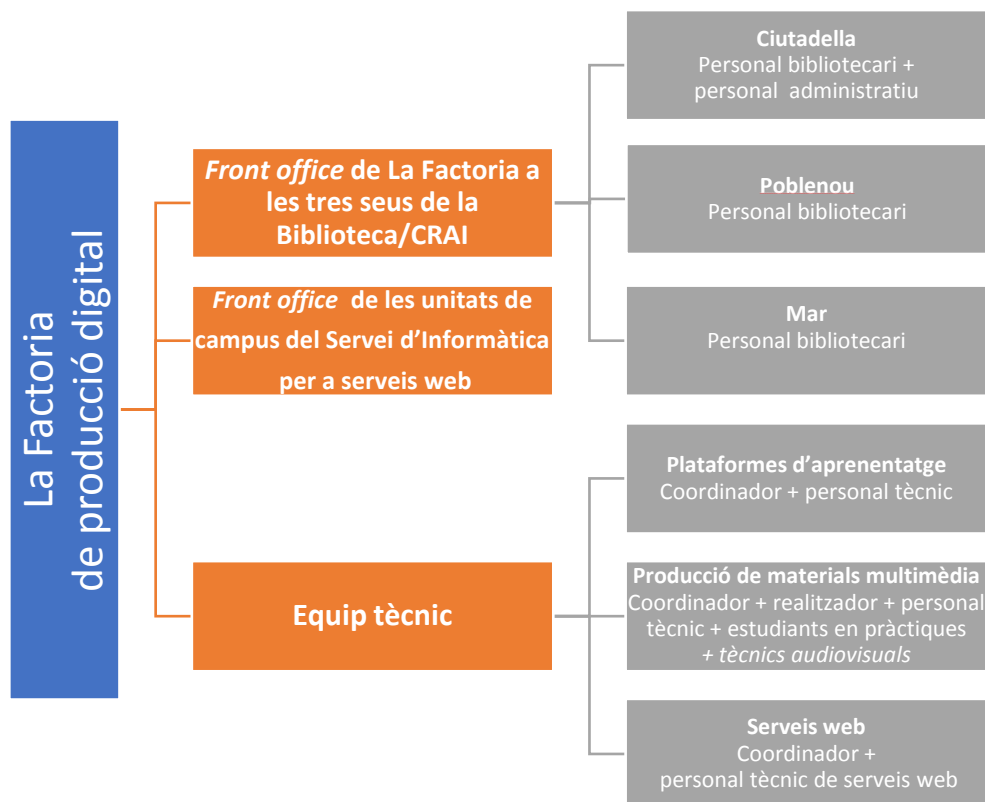 La Factoria
de producció digital
Front office de La Factoria a
les tres seus de la
Biblioteca/CRAI
Front office de les unitats de
campus del Servei d'Informàtica
per a serveis web
Equip tècnic
Ciutadella
Personal bibliotecari +
personal administratiu
Poblenou
Personal bibliotecari
Mar
Personal bibliotecari
Plataformes d'aprenentatge
Coordinador + personal tècnic
Producció de materials multimèdia
Coordinador + realitzador + personal
tècnic + estudiants en pràctiques
+ tècnics audiovisuals
Serveis web
Coordinador +
personal tècnic de serveis web